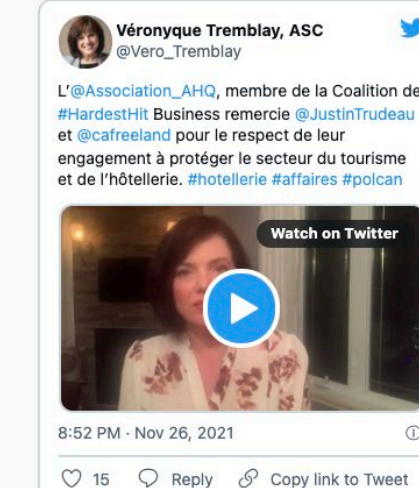 Véronyque Tremblay, ASC
@Vero_Tremblay
L'@Association_AHQ, membre de la Coalition de
#HardestHit Business remercie @JustinTrudeau
et @cafreeland pour le respect de leur
engagement à protéger le secteur du tourisme
et de l'hôtellerie. #hotellerie #affaires #polcan
Watch on Twitter
8:52 PM · Nov 26, 2021
15 Reply Copy link to Tweet